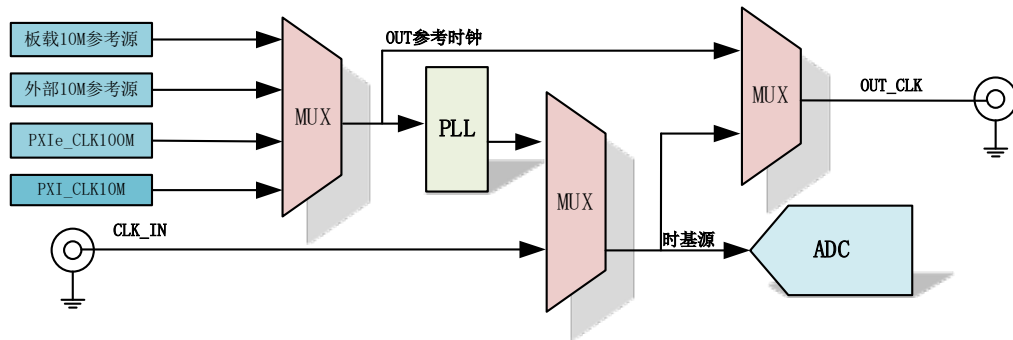 板载10M参考源
外部10M参考源
PXIe_CLK100M
PXI_CLK10M
MUX
OUT参考时钟
PLL
MUX
MUX
OUT_CLK
CLK_IN
时基源
ADC